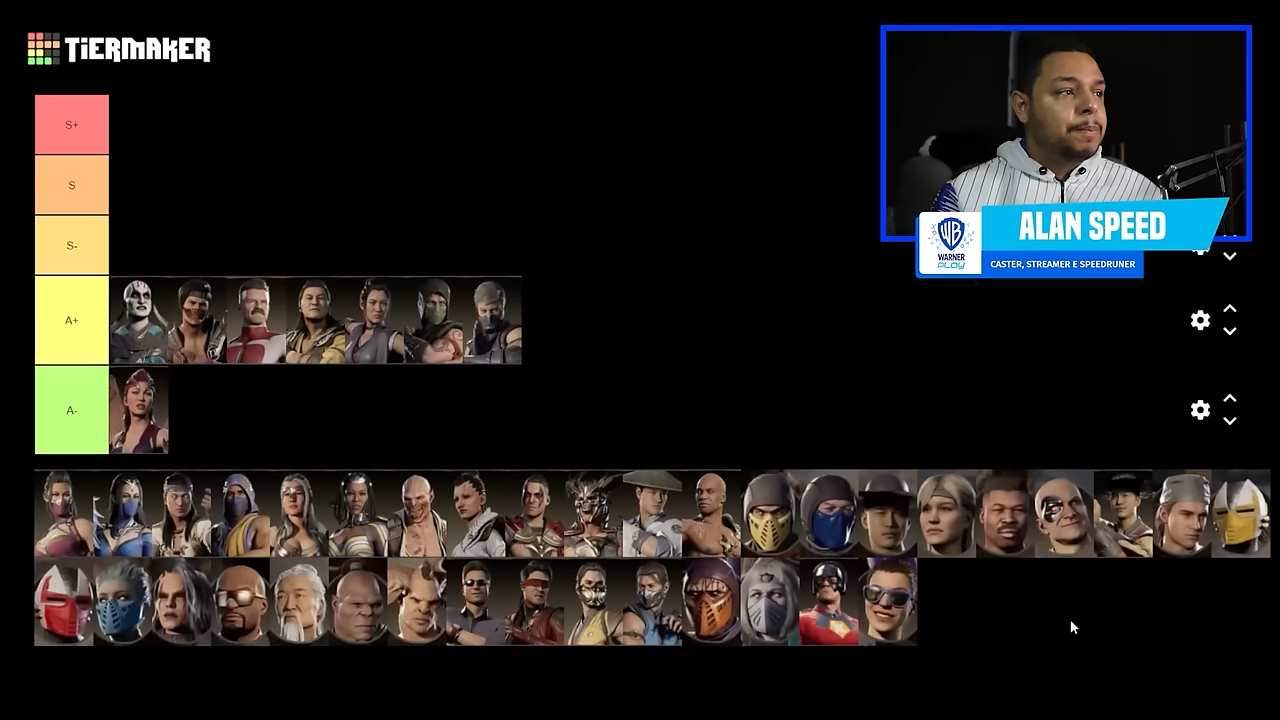 TiERMAKER
S+
S
S-
A+
A-
ALAN SPEED
WB
WARNER
PLAY
CASTER, STREAMER E SPEEDRUNER